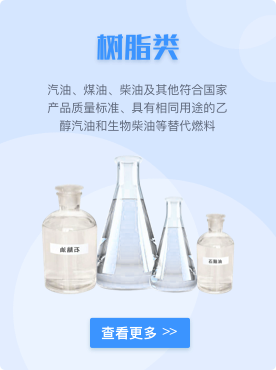 树脂类
汽油、煤油、柴油及其他符合国家
产品质量标准、具有相同用途的乙
醇汽油和生物柴油等替代燃料
查看更多 >>